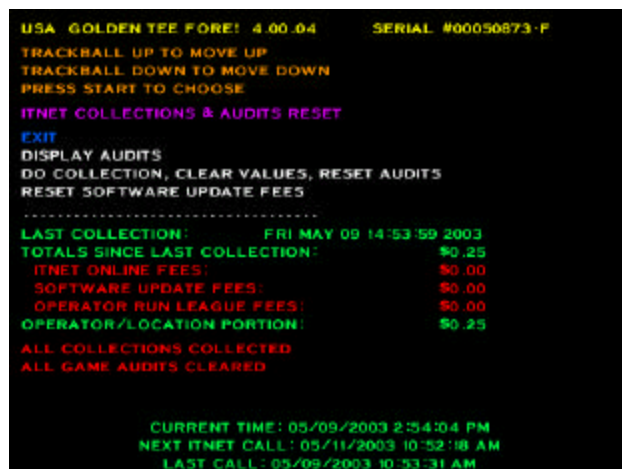 USA GOLDEN TEE FORE! 4.00.04 SERIAL #00050873-F
TRACKBALL UP TO MOVE UP
TRACKBALL DOWN TO MOVE DOWN
PRESS START TO CHOOSE
ITNET COLLECTIONS & AUDITS RESET
EXIT
DISPLAY AUDITS
DO COLLECTION, CLEAR VALUES, RESET AUDITS
RESET SOFTWARE UPDATE FEES
----------------------------------
LAST COLLECTION: FRI MAY 09 14:53:59 2003
TOTALS SINCE LAST COLLECTION: $0.25
ITNET ONLINE FEES: $0.00
SOFTWARE UPDATE FEES: $0.00
OPERATOR RUN LEAGUE FEES: $0.00
OPERATOR/LOCATION PORTION: $0.25
ALL COLLECTIONS COLLECTED
ALL GAME AUDITS CLEARED
CURRENT TIME: 05/09/2003 2:54:04 PM
NEXT ITNET CALL: 05/11/2003 10:52:18 AM
LAST CALL: 05/09/2003 10:53:31 AM